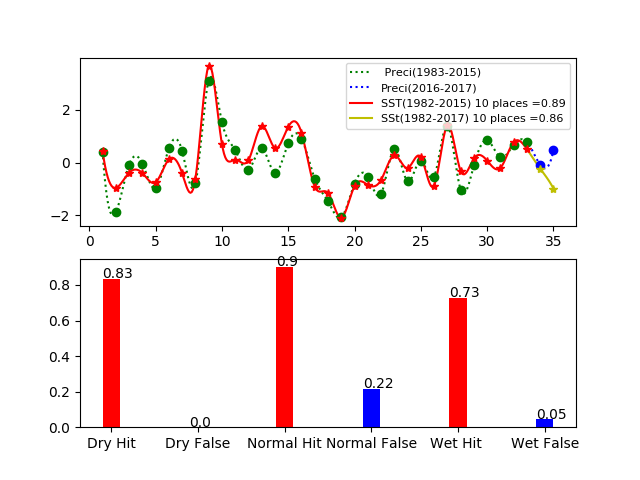 Preci(1983-2015)
Preci(2016-2017)
SST(1982-2015) 10 places =0.89
SSt(1982-2017) 10 places =0.86
2
0
−2
0 5 10 15 20 25 30 35
0.8
0.6
0.4
0.2
0.0
0.83
0.0
0.9
0.22
0.73
0.05
Dry Hit Dry False Normal Hit Normal False Wet Hit Wet False